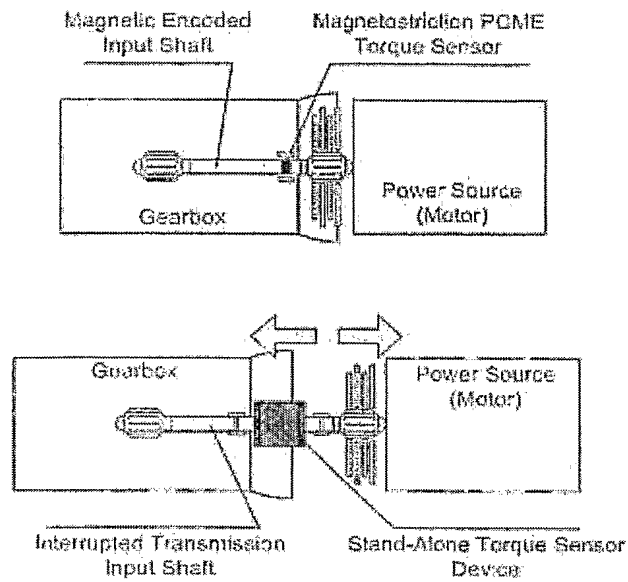 Magnetic Encoded
Input Shaft
Magnetostriction PCME
Torque Sensor
Gearbox
Power Source
(Motor)
Gearbox
Power Source
(Motor)
Interrupted Transmission
Input Shaft
Stand-Alone Torque Sensor
Device